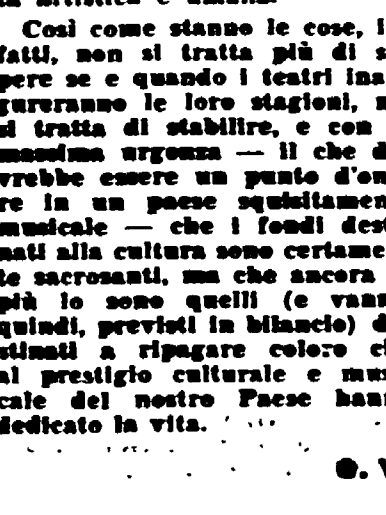 Così come stanno le cose, i
fatti, non si tratta più di s
pere se e quando i teatri ina
gureranno le loro stagioni, m
si tratta di stabilire, e con
massima urgenza — il che d
vrebbe essere un punto d'on
re in un paese squisitamen
musicale — che i fondi dest
nati alla cultura sono certame
te sacrosanti, ma che ancora
più lo sono quelli (e vann
quindi, previsti in bilancio) d
stinati a ripagare coloro c
al prestigio culturale e mus
cale del nostro Paese hann
dedicato la vita.